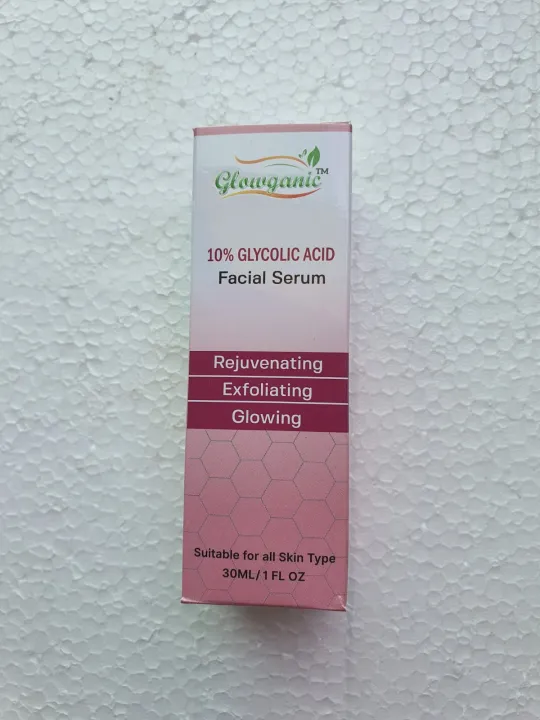 Glowganic™
10% GLYCOLIC ACID
Facial Serum
Rejuvenating
Exfoliating
Glowing
Suitable for all Skin Type
30ML/1 FL OZ